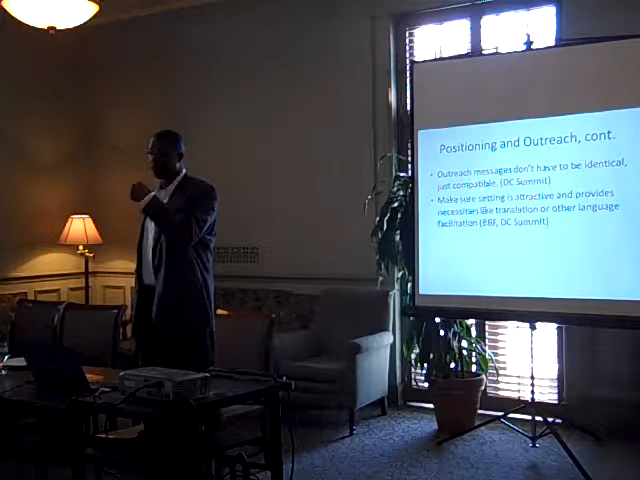 Positioning and Outreach, cont.
• Outreach messages don't have to be identical,
just compatible. (DC Summit)
• Make sure setting is attractive and provides
necessities like translation or other language
facilitation (BBF, DC Summit)